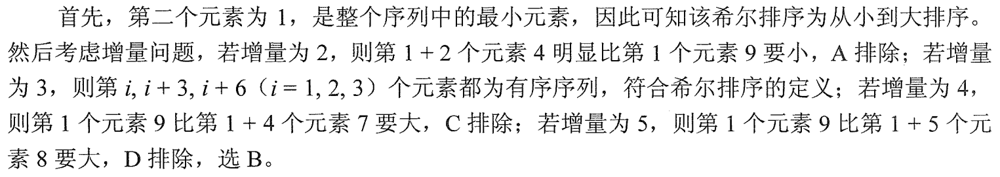 首先，第二个元素为 1，是整个序列中的最小元素，因此可知该希尔排序为从小到大排序。
然后考虑增量问题，若增量为 2，则第 1 + 2 个元素 4 明显比第 1 个元素 9 要小，A 排除；若增量
为 3，则第 i, i + 3, i + 6（i = 1, 2, 3）个元素都为有序序列，符合希尔排序的定义；若增量为 4，
则第 1 个元素 9 比第 1 + 4 个元素 7 要大，C 排除；若增量为 5，则第 1 个元素 9 比第 1 + 5 个元
素 8 要大，D 排除，选 B。